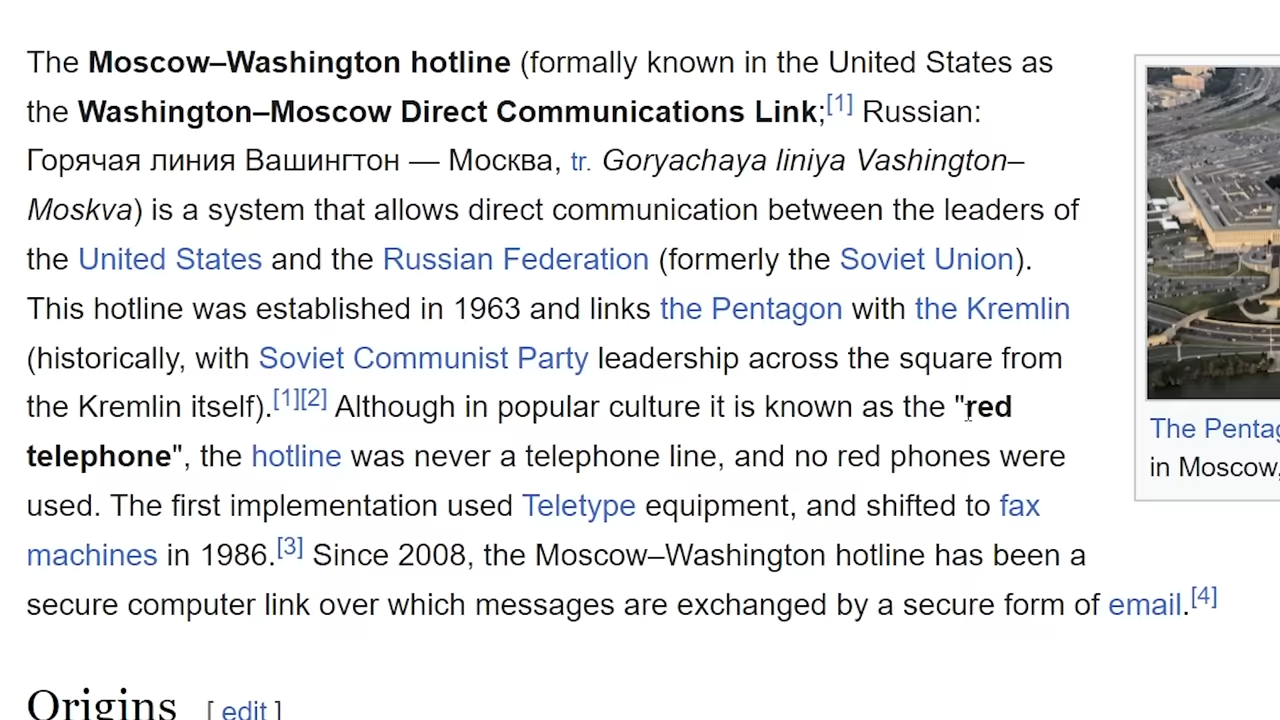 The Moscow–Washington hotline (formally known in the United States as
the Washington–Moscow Direct Communications Link;[1] Russian:
Горячая линия Вашингтон — Москва, tr. Goryachaya liniya Vashington–
Moskva) is a system that allows direct communication between the leaders of
the United States and the Russian Federation (formerly the Soviet Union).
This hotline was established in 1963 and links the Pentagon with the Kremlin
(historically, with Soviet Communist Party leadership across the square from
the Kremlin itself).[1][2] Although in popular culture it is known as the "red
telephone", the hotline was never a telephone line, and no red phones were
used. The first implementation used Teletype equipment, and shifted to fax
machines in 1986.[3] Since 2008, the Moscow–Washington hotline has been a
secure computer link over which messages are exchanged by a secure form of email.[4]
The
in Moscow,
Origins [ edit ]